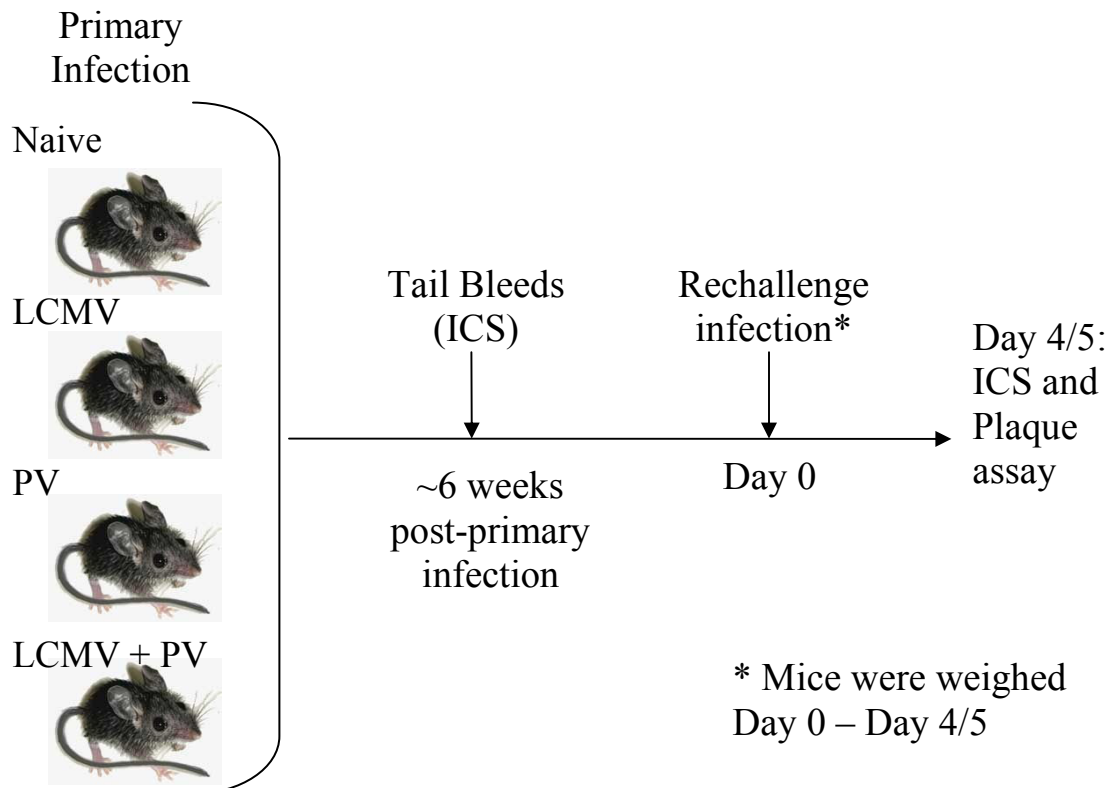 Primary
Infection
Naive
LCMV
PV
LCMV + PV
Tail Bleeds
(ICS)
~6 weeks
post-primary
infection
Rechallenge
infection*
Day 0
Day 4/5:
ICS and
Plaque
assay
* Mice were weighed
Day 0 – Day 4/5